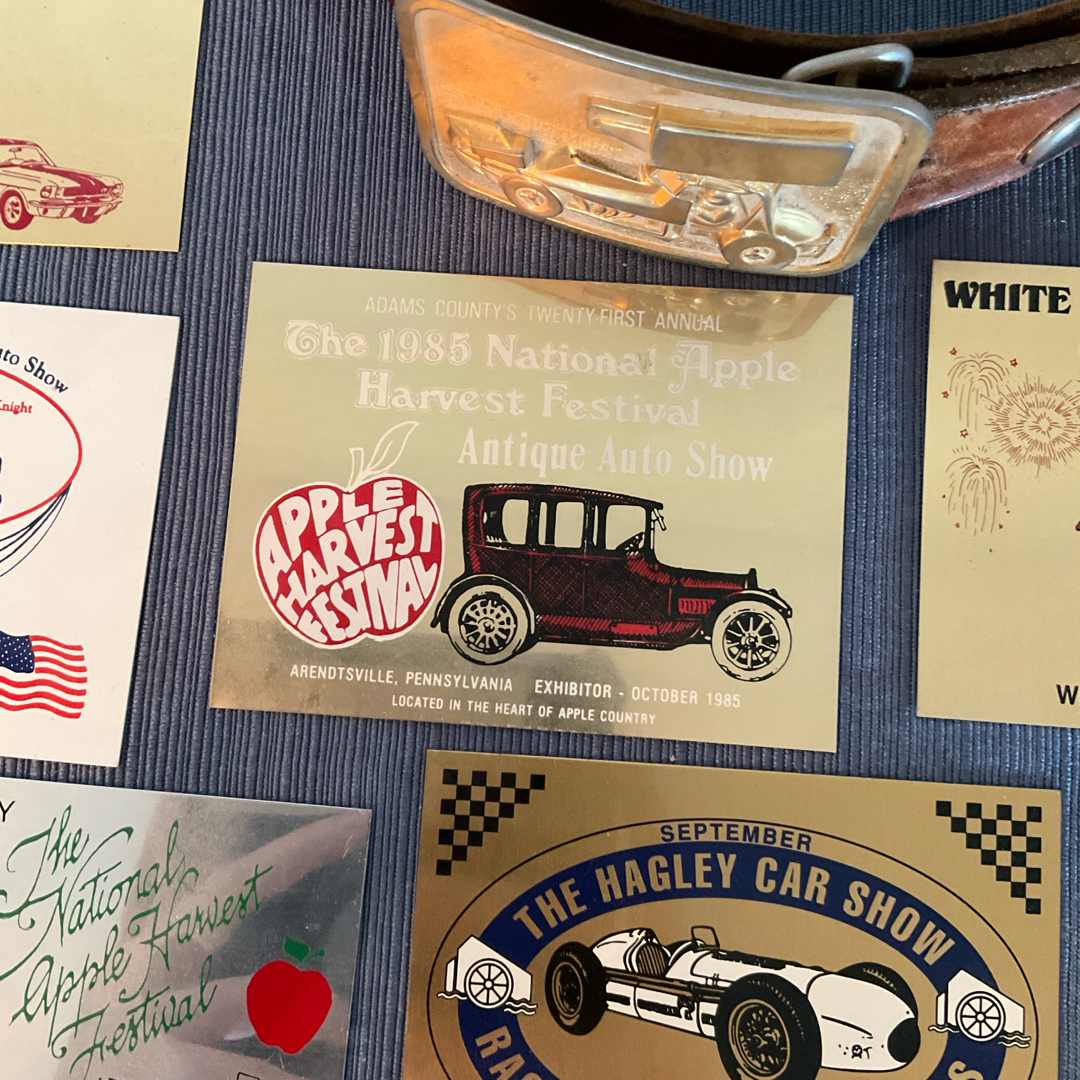 ADAMS COUNTY'S TWENTY-FIRST ANNUAL
The 1985 National Apple
Harvest Festival
Antique Auto Show
APPLE
HARVEST
FESTIVAL
ARENDTSVILLE, PENNSYLVANIA EXHIBITOR - OCTOBER 1985
LOCATED IN THE HEART OF APPLE COUNTRY
uto Show
Knight
WHITE
W
Y
The
National
Apple Harvest
Festival
SEPTEMBER
THE HAGLEY CAR SHOW
RAC
S